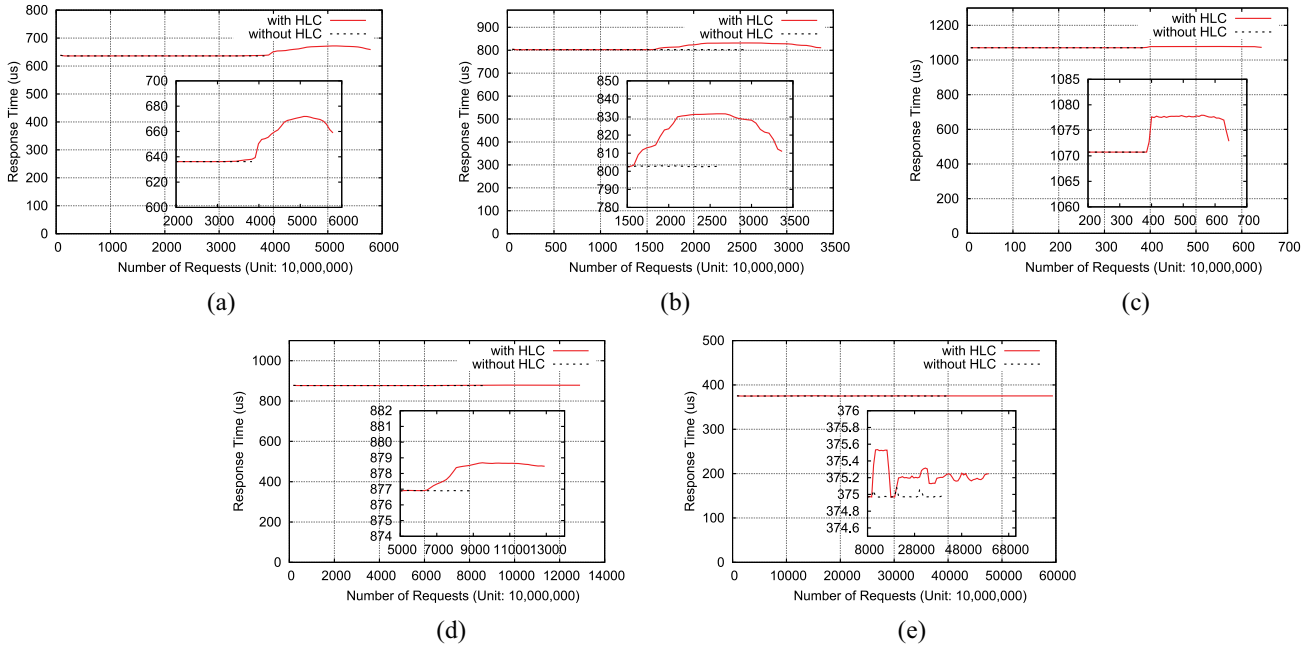 800
700
600
500
400
300
200
100
0
Response Time (us)
with HLC
without HLC
700
680
660
640
620
600
2000 3000 4000 5000 6000
0 1000 2000 3000 4000 5000 6000
Number of Requests (Unit: 10,000,000)
(a)
900
800
700
600
500
400
300
200
100
0
Response Time (us)
with HLC
without HLC
850
840
830
820
810
800
790
780
1500 2000 2500 3000 3500
0 500 1000 1500 2000 2500 3000 3500
Number of Requests (Unit: 10,000,000)
(b)
1200
1000
800
600
400
200
0
Response Time (us)
with HLC
without HLC
1085
1080
1075
1070
1065
1060
200 300 400 500 600 700
0 100 200 300 400 500 600 700
Number of Requests (Unit: 10,000,000)
(c)
1000
800
600
400
200
0
Response Time (us)
with HLC
without HLC
882
881
880
879
878
877
876
875
874
5000 7000 9000 11000 13000
0 2000 4000 6000 8000 10000 12000 14000
Number of Requests (Unit: 10,000,000)
(d)
500
400
300
200
100
0
Response Time (us)
with HLC
without HLC
376
375.8
375.6
375.4
375.2
375
374.8
374.6
8000 28000 48000 68000
0 10000 20000 30000 40000 50000 60000
Number of Requests (Unit: 10,000,000)
(e)